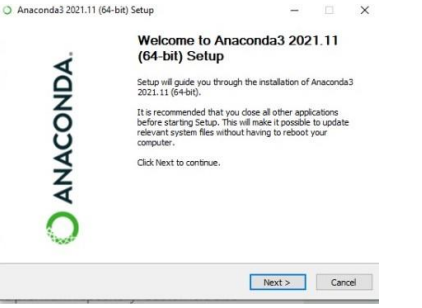 Anaconda3 2021.11 (64-bit) Setup
ANACONDA.
Welcome to Anaconda3 2021.11
(64-bit) Setup
Setup will guide you through the installation of Anaconda3
2021.11 (64-bit).
It is recommended that you close all other applications
before starting Setup. This will make it possible to update
relevant system files without having to reboot your
computer.
Click Next to continue.
Next >
Cancel